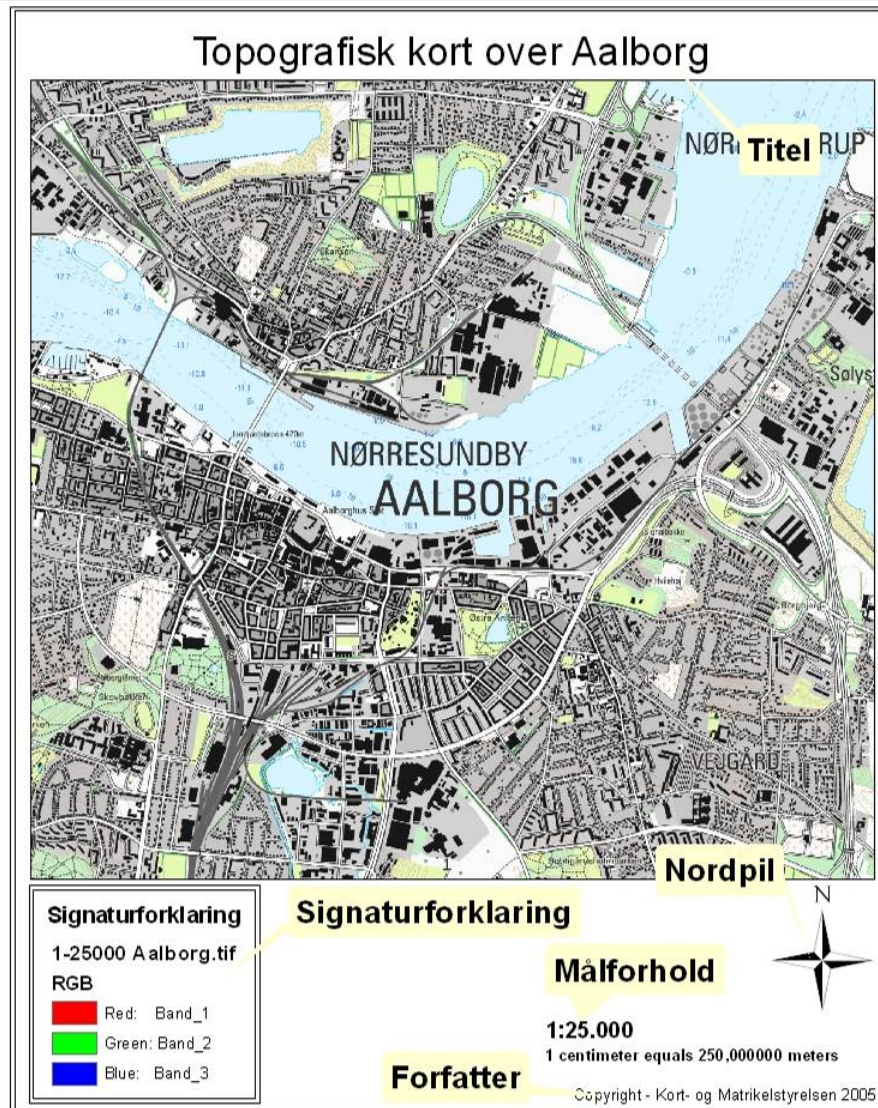 Topografisk kort over Aalborg
Titel
RUP
Sølys
NØRRESUNDBY
AALBORG
Skovbakken
VEJGÅRD
Nordpil
N
Signaturforklaring
1-25000 Aalborg.tif
RGB
Red: Band_1
Green: Band_2
Blue: Band_3
Signaturforklaring
Målforhold
1:25.000
1 centimeter equals 250,000000 meters
Forfatter
Copyright - Kort- og Matrikelstyrelsen 2005